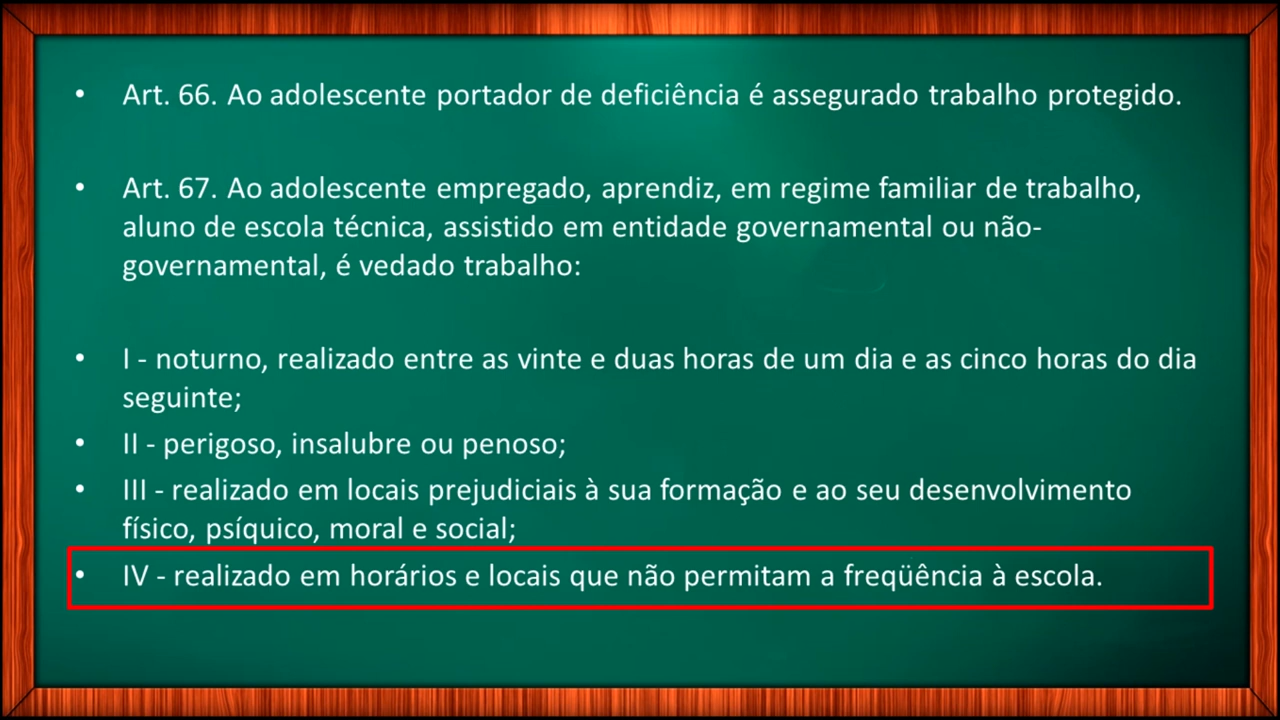 • Art. 66. Ao adolescente portador de deficiência é assegurado trabalho protegido.
• Art. 67. Ao adolescente empregado, aprendiz, em regime familiar de trabalho,
aluno de escola técnica, assistido em entidade governamental ou não-
governamental, é vedado trabalho:
• I - noturno, realizado entre as vinte e duas horas de um dia e as cinco horas do dia
seguinte;
• II - perigoso, insalubre ou penoso;
• III - realizado em locais prejudiciais à sua formação e ao seu desenvolvimento
físico, psíquico, moral e social;
• IV - realizado em horários e locais que não permitam a freqüência à escola.